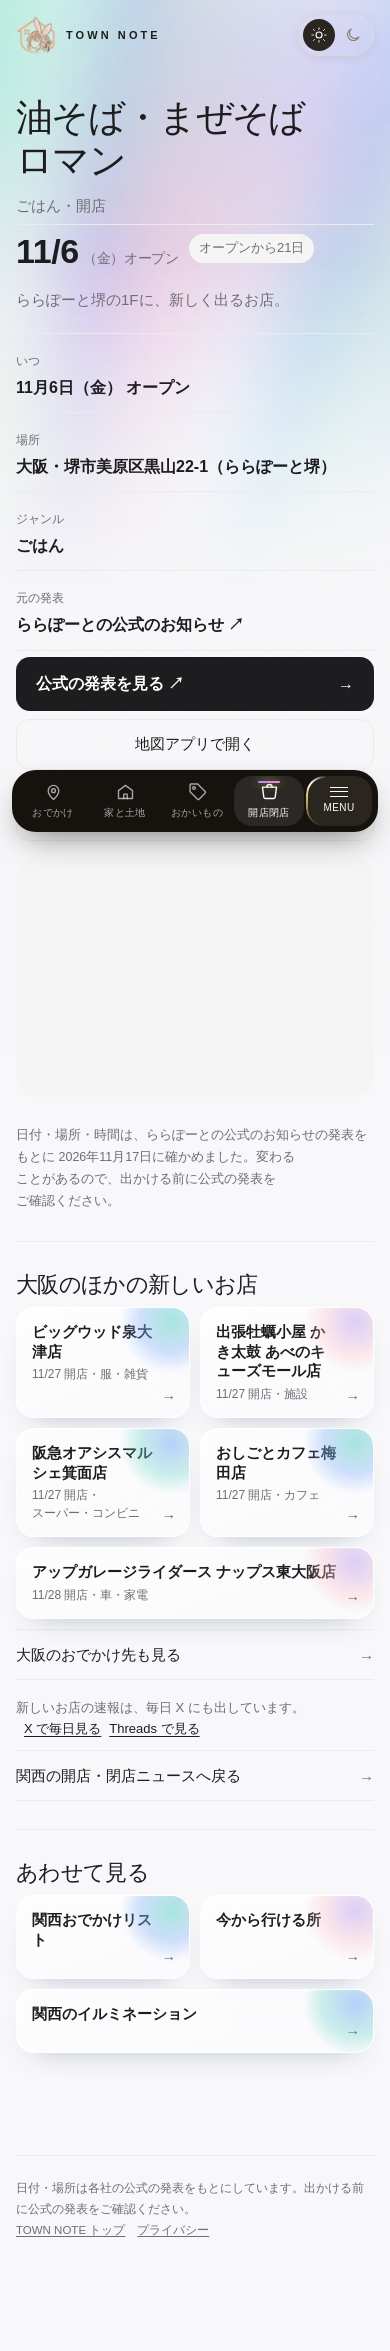 TOWN NOTE
油そば・まぜそば
ロマン
ごはん・開店
11/6 （金）オープン オープンから21日
ららぽーと堺の1Fに、新しく出るお店。
いつ
11月6日（金） オープン
場所
大阪・堺市美原区黒山22-1（ららぽーと堺）
ジャンル
ごはん
元の発表
ららぽーとの公式のお知らせ ↗
公式の発表を見る ↗ →
地図アプリで開く
おでかけ 家と土地 おかいもの 開店閉店 MENU
日付・場所・時間は、ららぽーとの公式のお知らせの発表を
もとに 2026年11月17日に確かめました。変わる
ことがあるので、出かける前に公式の発表を
ご確認ください。
大阪のほかの新しいお店
ビッグウッド泉大
津店
11/27 開店・服・雑貨
→
出張牡蠣小屋 か
き太鼓 あべのキ
ューズモール店
11/27 開店・施設
→
阪急オアシスマル
シェ箕面店
11/27 開店・
スーパー・コンビニ
→
おしごとカフェ梅
田店
11/27 開店・カフェ
→
アップガレージライダース ナップス東大阪店
11/28 開店・車・家電
→
大阪のおでかけ先も見る →
新しいお店の速報は、毎日 X にも出しています。
X で毎日見る Threads で見る
関西の開店・閉店ニュースへ戻る →
あわせて見る
関西おでかけリス
ト
→
今から行ける所
→
関西のイルミネーション
→
日付・場所は各社の公式の発表をもとにしています。出かける前
に公式の発表をご確認ください。
TOWN NOTE トップ プライバシー